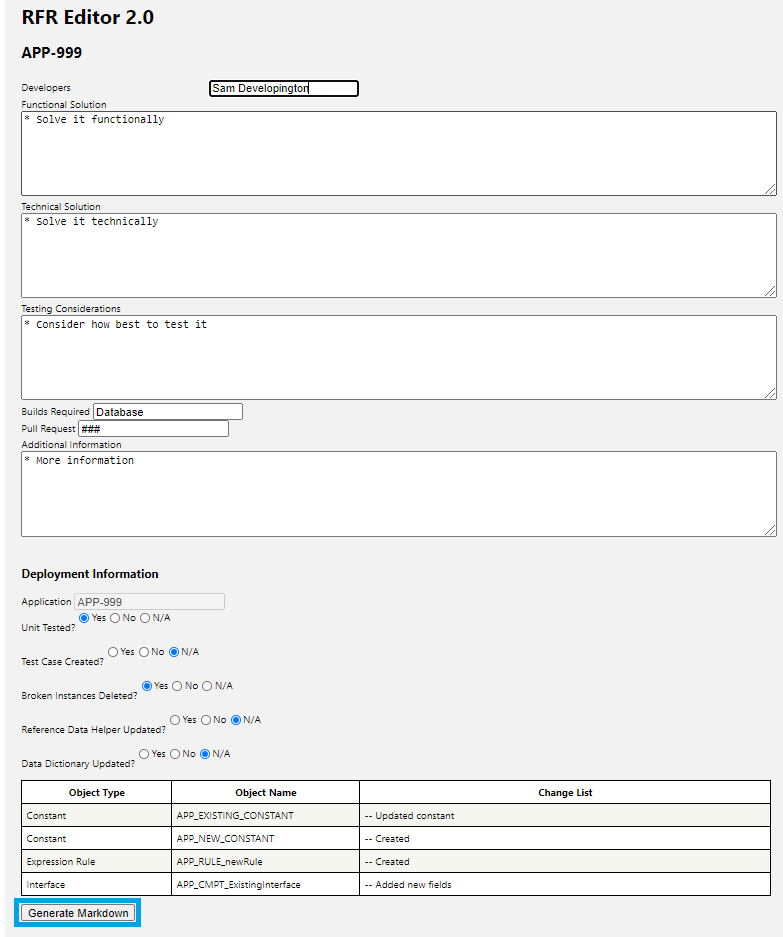 RFR Editor 2.0
APP-999
Developers Sam Developington
Functional Solution
* Solve it functionally
Technical Solution
* Solve it technically
Testing Considerations
* Consider how best to test it
Builds Required Database
Pull Request ###
Additional Information
* More information
Deployment Information
Application APP-999
Unit Tested? Yes No N/A
Test Case Created? Yes No N/A
Broken Instances Deleted? Yes No N/A
Reference Data Helper Updated? Yes No N/A
Data Dictionary Updated? Yes No N/A
Object Type Object Name Change List
Constant APP_EXISTING_CONSTANT -- Updated constant
Constant APP_NEW_CONSTANT -- Created
Expression Rule APP_RULE_newRule -- Created
Interface APP_CMPT_ExistingInterface -- Added new fields
Generate Markdown